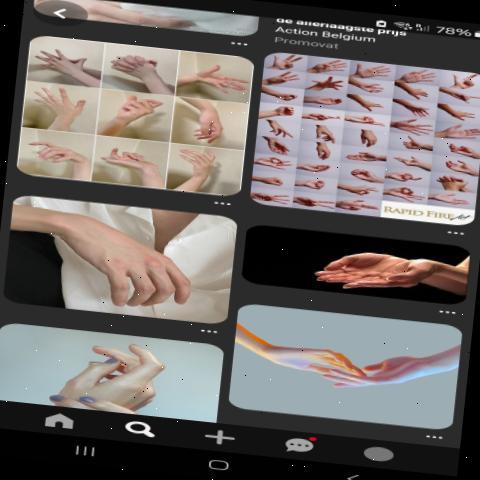 78%
de allerlaagste prijs
Action Belgium
Promovat
RAPID FIRE